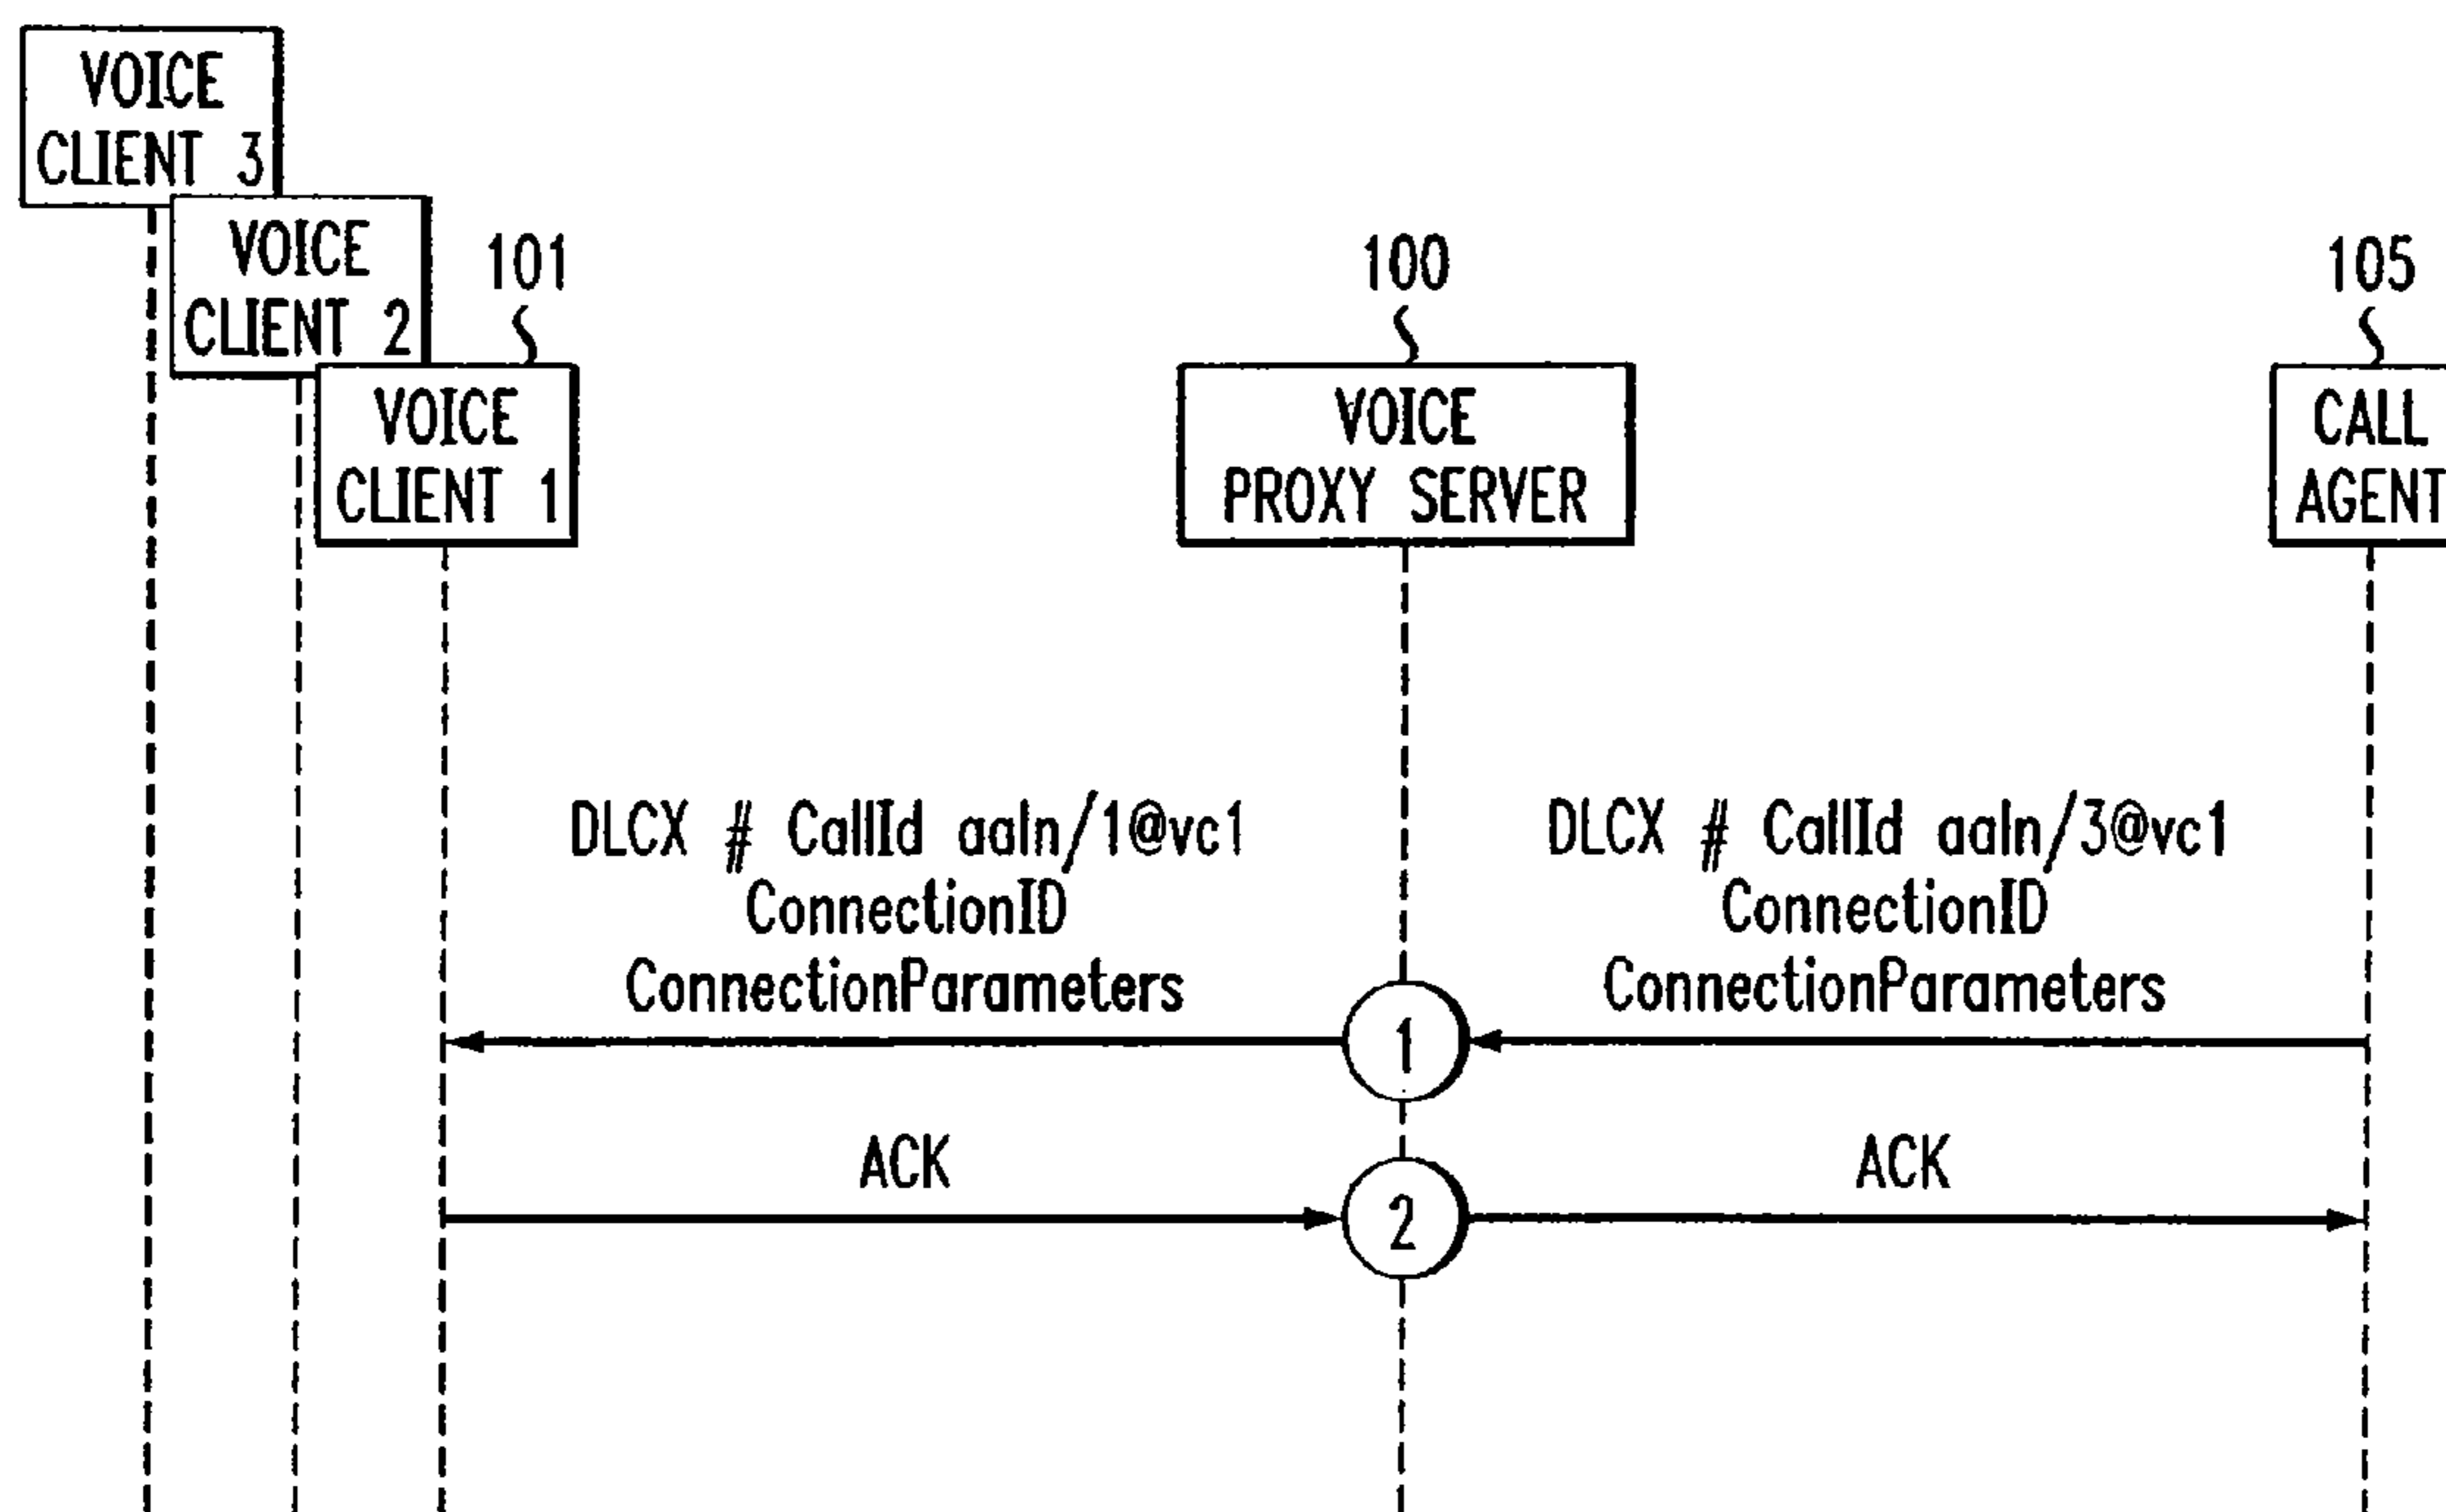 VOICE
CLIENT 3
VOICE
CLIENT 2
101
VOICE
CLIENT 1
100
VOICE
PROXY SERVER
105
CALL
AGENT
DLCX # CallId aaln/1@vc1
ConnectionID
ConnectionParameters
DLCX # CallId aaln/3@vc1
ConnectionID
ConnectionParameters
1
ACK
ACK
2